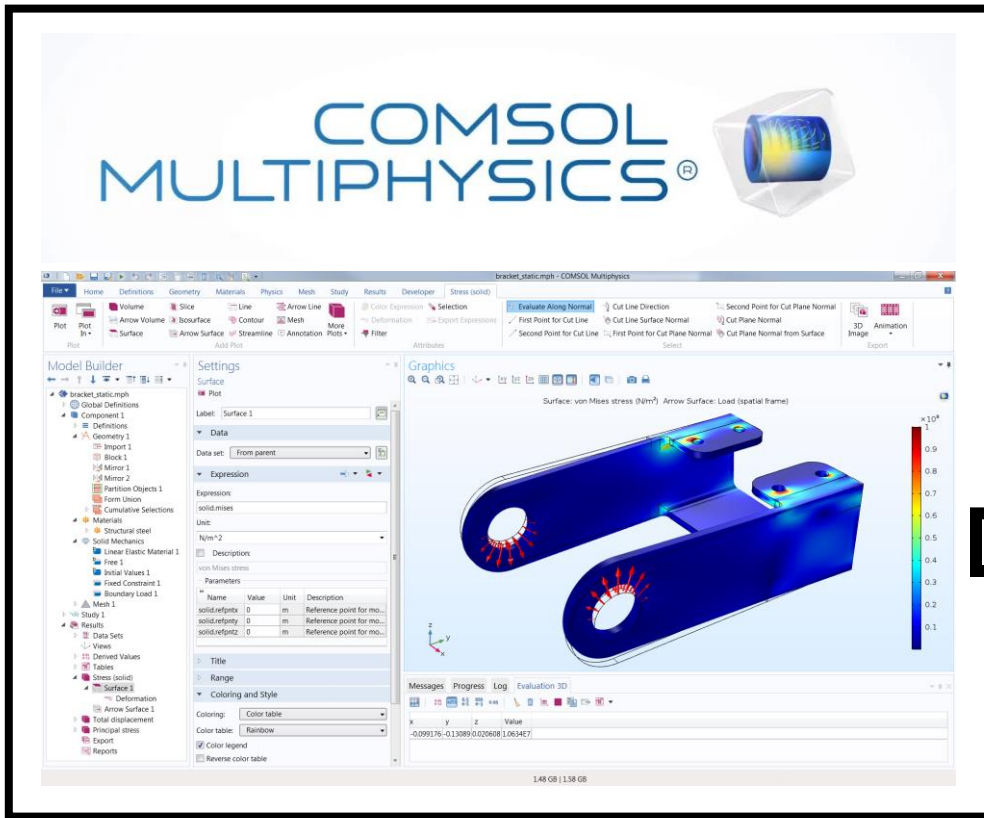 COMSOL
MULTIPHYSICS®
bracket_static.mph - COMSOL Multiphysics
File Home Definitions Geometry Materials Physics Mesh Study Results Developer Stress (solid)
Volume Slice Line Arrow Line Color Expression Selection Evaluate Along Normal Cut Line Direction Second Point for Cut Plane Normal
Arrow Volume Isosurface Contour Mesh Deformation Export Expressions First Point for Cut Line Cut Line Surface Normal Cut Plane Normal
Surface Arrow Surface Streamline Annotation Filter Second Point for Cut Line First Point for Cut Plane Normal Cut Plane Normal from Surface
Plot Plot In More Plots 3D Image Animation
Plot Add Plot Attributes Select Export
Model Builder
bracket_static.mph
Global Definitions
Component 1
Definitions
Geometry 1
Import 1
Block 1
Mirror 1
Mirror 2
Partition Objects 1
Form Union
Cumulative Selections
Materials
Structural steel
Solid Mechanics
Linear Elastic Material 1
Free 1
Initial Values 1
Fixed Constraint 1
Boundary Load 1
Mesh 1
Study 1
Results
Data Sets
Views
Derived Values
Tables
Stress (solid)
Surface 1
Deformation
Arrow Surface 1
Total displacement
Principal stress
Export
Reports
Settings
Surface
Plot
Label: Surface 1
Data
Data set: From parent
Expression
Expression:
solid.mises
Unit:
N/m^2
Description:
von Mises stress
Parameters
Name Value Unit Description
solid.refpntx 0 m Reference point for mo...
solid.refpnty 0 m Reference point for mo...
solid.refpntz 0 m Reference point for mo...
Title
Range
Coloring and Style
Coloring: Color table
Color table: Rainbow
Color legend
Reverse color table
Graphics
Surface: von Mises stress (N/m²) Arrow Surface: Load (spatial frame)
1
0.9
0.8
0.7
0.6
0.5
0.4
0.3
0.2
0.1
z
y
x
Messages Progress Log Evaluation 3D
x y z Value
-0.099176 -0.13089 0.020608 1.0634E7
1.48 GB | 1.58 GB